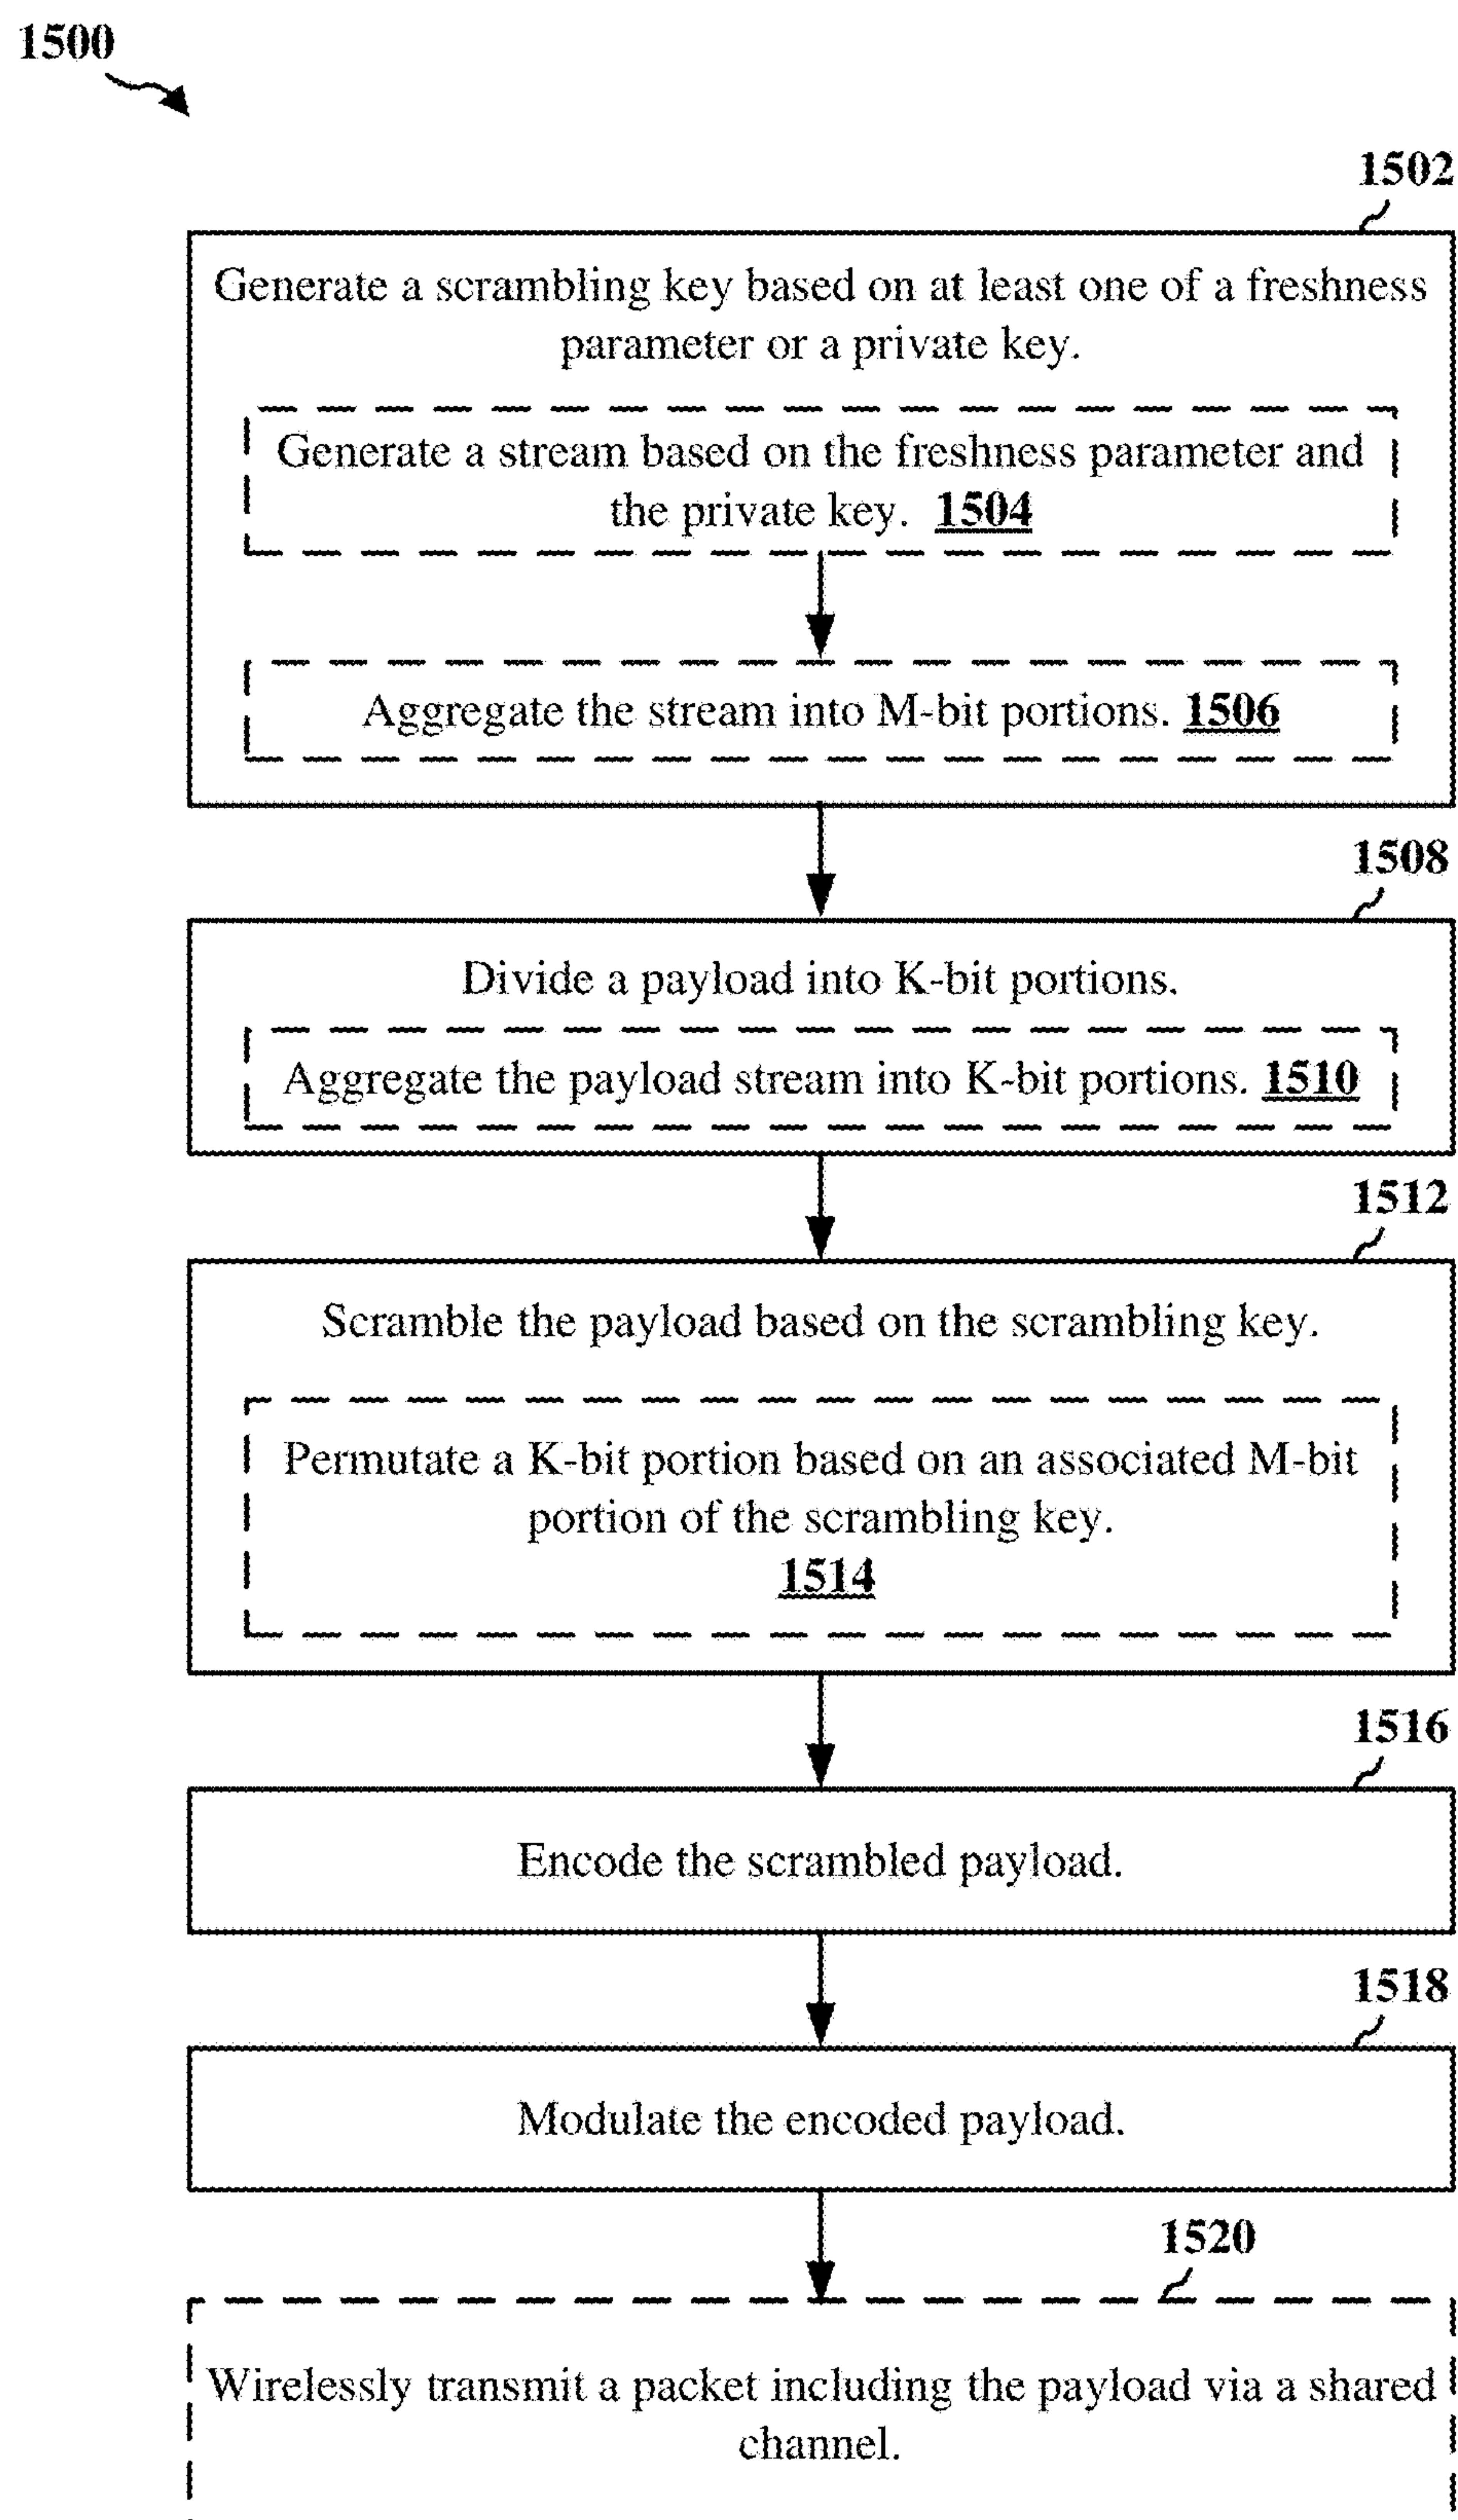 1500
1502
Generate a scrambling key based on at least one of a freshness
parameter or a private key.
Generate a stream based on the freshness parameter and
the private key. 1504
Aggregate the stream into M-bit portions. 1506
1508
Divide a payload into K-bit portions.
Aggregate the payload stream into K-bit portions. 1510
1512
Scramble the payload based on the scrambling key.
Permutate a K-bit portion based on an associated M-bit
portion of the scrambling key.
1514
1516
Encode the scrambled payload.
1518
Modulate the encoded payload.
1520
Wirelessly transmit a packet including the payload via a shared
channel.